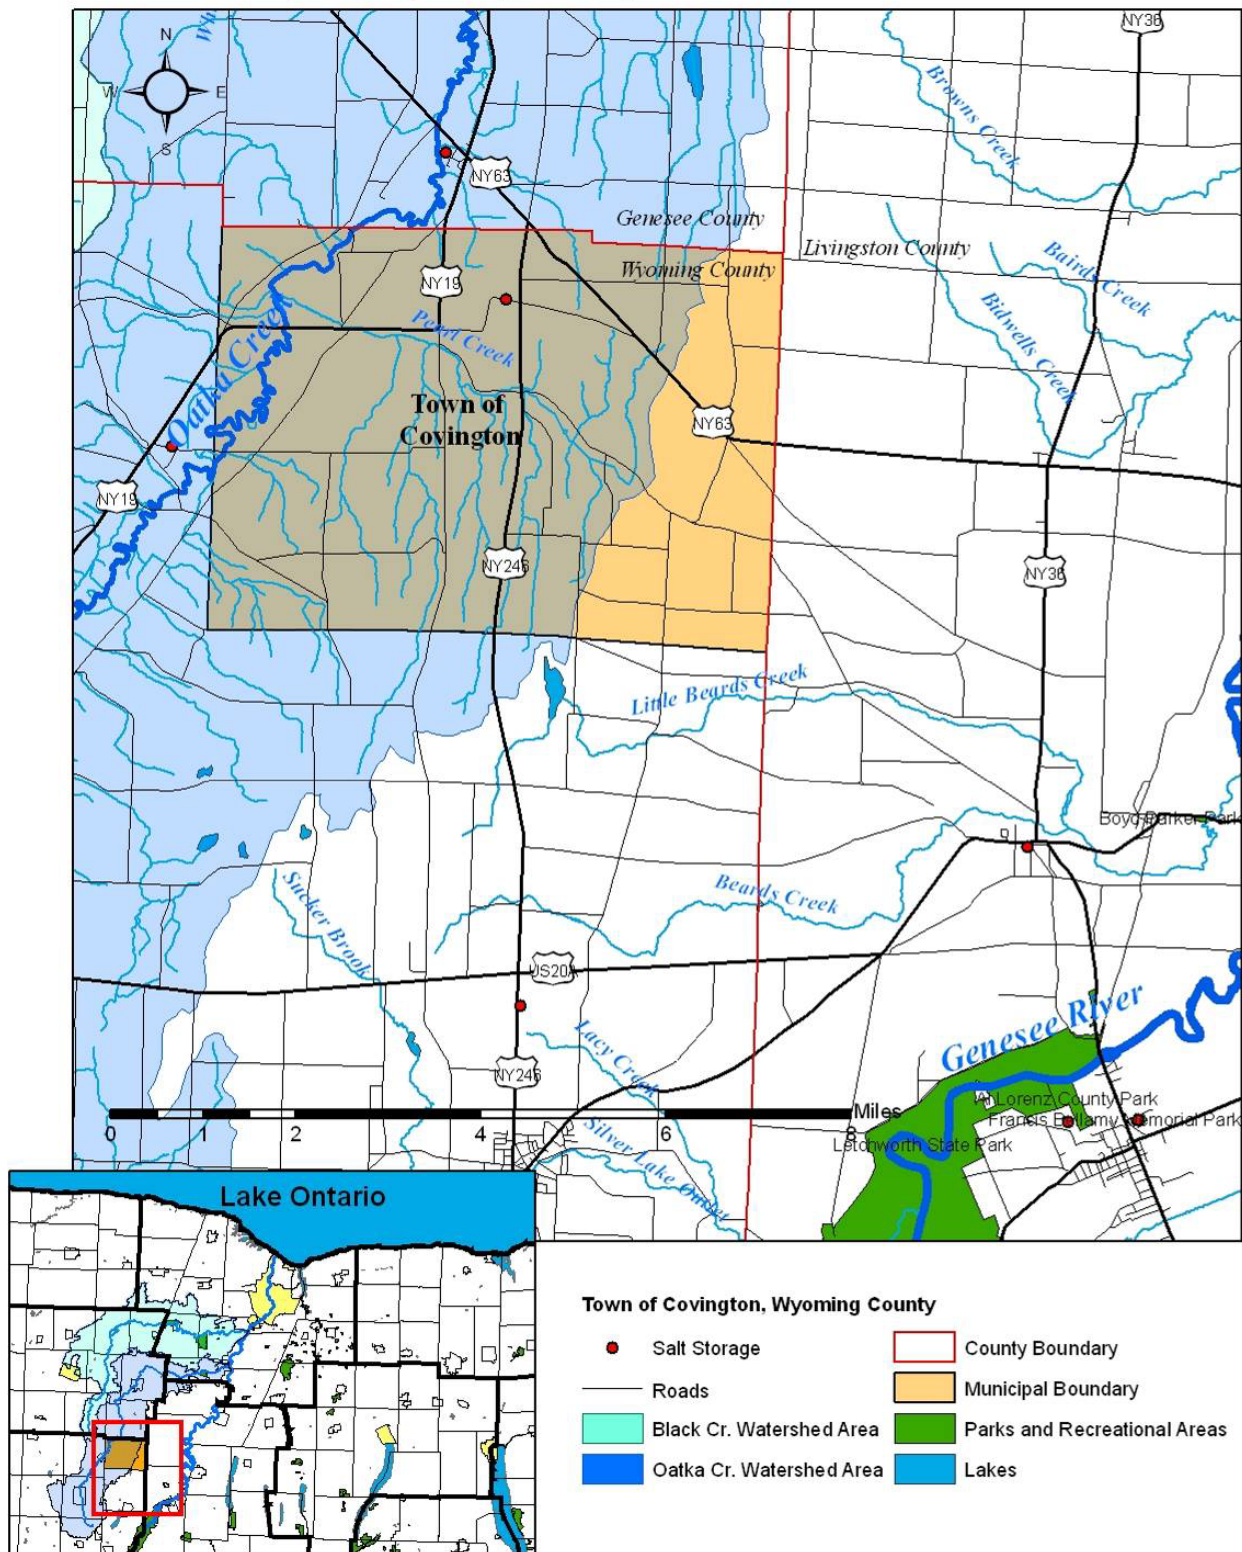 NY36
N
W
E
S
Browns Creek
NY63
Genesee County
Livingston County
Wyoming County
Bairds Creek
NY19
Bidwells Creek
Oatka Creek
Pearl Creek
Town of
Covington
NY63
NY19
NY246
NY36
Little Beards Creek
Boyd Parker Park
Beards Creek
Sucker Brook
US20A
Genesee River
Lacy Creek
NY246
Al Lorenz County Park
Miles
Francis Bellamy Memorial Park
0 1 2 4 6 8
Letchworth State Park
Silver Lake Outlet
Lake Ontario
Town of Covington, Wyoming County
Salt Storage
County Boundary
Roads
Municipal Boundary
Black Cr. Watershed Area
Parks and Recreational Areas
Oatka Cr. Watershed Area
Lakes